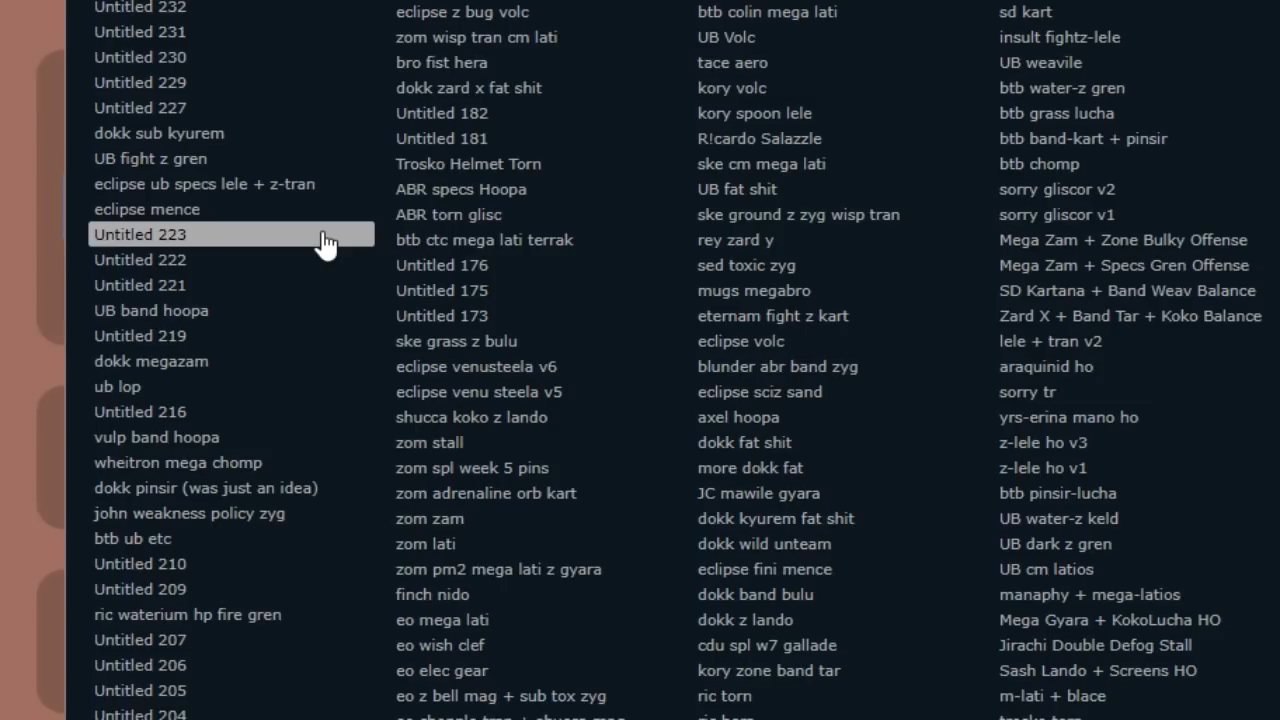 Untitled 232
Untitled 231
Untitled 230
Untitled 229
Untitled 227
dokk sub kyurem
UB fight z gren
eclipse ub specs lele + z-tran
eclipse mence
Untitled 223
Untitled 222
Untitled 221
UB band hoopa
Untitled 219
dokk megazam
ub lop
Untitled 216
vulp band hoopa
wheitron mega chomp
dokk pinsir (was just an idea)
john weakness policy zyg
btb ub etc
Untitled 210
Untitled 209
ric waterium hp fire gren
Untitled 207
Untitled 206
Untitled 205
Untitled 204
eclipse z bug volc
zom wisp tran cm lati
bro fist hera
dokk zard x fat shit
Untitled 182
Untitled 181
Trosko Helmet Torn
ABR specs Hoopa
ABR torn glisc
btb ctc mega lati terrak
Untitled 176
Untitled 175
Untitled 173
ske grass z bulu
eclipse venusteela v6
eclipse venu steela v5
shucca koko z lando
zom stall
zom spl week 5 pins
zom adrenaline orb kart
zom zam
zom lati
zom pm2 mega lati z gyara
finch nido
eo mega lati
eo wish clef
eo elec gear
eo z bell mag + sub tox zyg
btb colin mega lati
UB Volc
tace aero
kory volc
kory spoon lele
R!cardo Salazzle
ske cm mega lati
UB fat shit
ske ground z zyg wisp tran
rey zard y
sed toxic zyg
mugs megabro
eternam fight z kart
eclipse volc
blunder abr band zyg
eclipse sciz sand
axel hoopa
dokk fat shit
more dokk fat
JC mawile gyara
dokk kyurem fat shit
dokk wild unteam
eclipse fini mence
dokk band bulu
dokk z lando
cdu spl w7 gallade
kory zone band tar
ric torn
sd kart
insult fightz-lele
UB weavile
btb water-z gren
btb grass lucha
btb band-kart + pinsir
btb chomp
sorry gliscor v2
sorry gliscor v1
Mega Zam + Zone Bulky Offense
Mega Zam + Specs Gren Offense
SD Kartana + Band Weav Balance
Zard X + Band Tar + Koko Balance
lele + tran v2
araquinid ho
sorry tr
yrs-erina mano ho
z-lele ho v3
z-lele ho v1
btb pinsir-lucha
UB water-z keld
UB dark z gren
UB cm latios
manaphy + mega-latios
Mega Gyara + KokoLucha HO
Jirachi Double Defog Stall
Sash Lando + Screens HO
m-lati + blace